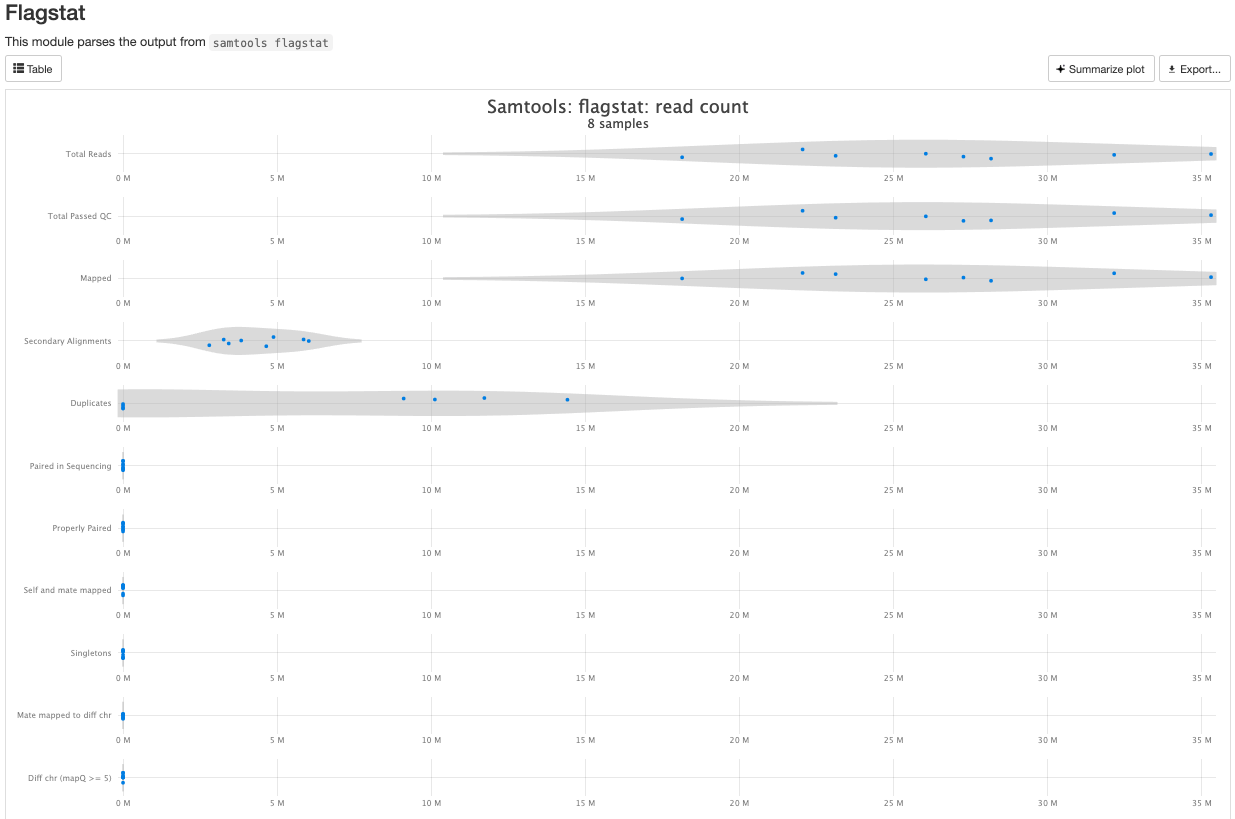 Flagstat
This module parses the output from samtools flagstat
Table
Summarize plot
Export...
Samtools: flagstat: read count
8 samples
Total Reads
0 M 5 M 10 M 15 M 20 M 25 M 30 M 35 M
Total Passed QC
0 M 5 M 10 M 15 M 20 M 25 M 30 M 35 M
Mapped
0 M 5 M 10 M 15 M 20 M 25 M 30 M 35 M
Secondary Alignments
0 M 5 M 10 M 15 M 20 M 25 M 30 M 35 M
Duplicates
0 M 5 M 10 M 15 M 20 M 25 M 30 M 35 M
Paired in Sequencing
0 M 5 M 10 M 15 M 20 M 25 M 30 M 35 M
Properly Paired
0 M 5 M 10 M 15 M 20 M 25 M 30 M 35 M
Self and mate mapped
0 M 5 M 10 M 15 M 20 M 25 M 30 M 35 M
Singletons
0 M 5 M 10 M 15 M 20 M 25 M 30 M 35 M
Mate mapped to diff chr
0 M 5 M 10 M 15 M 20 M 25 M 30 M 35 M
Diff chr (mapQ >= 5)
0 M 5 M 10 M 15 M 20 M 25 M 30 M 35 M